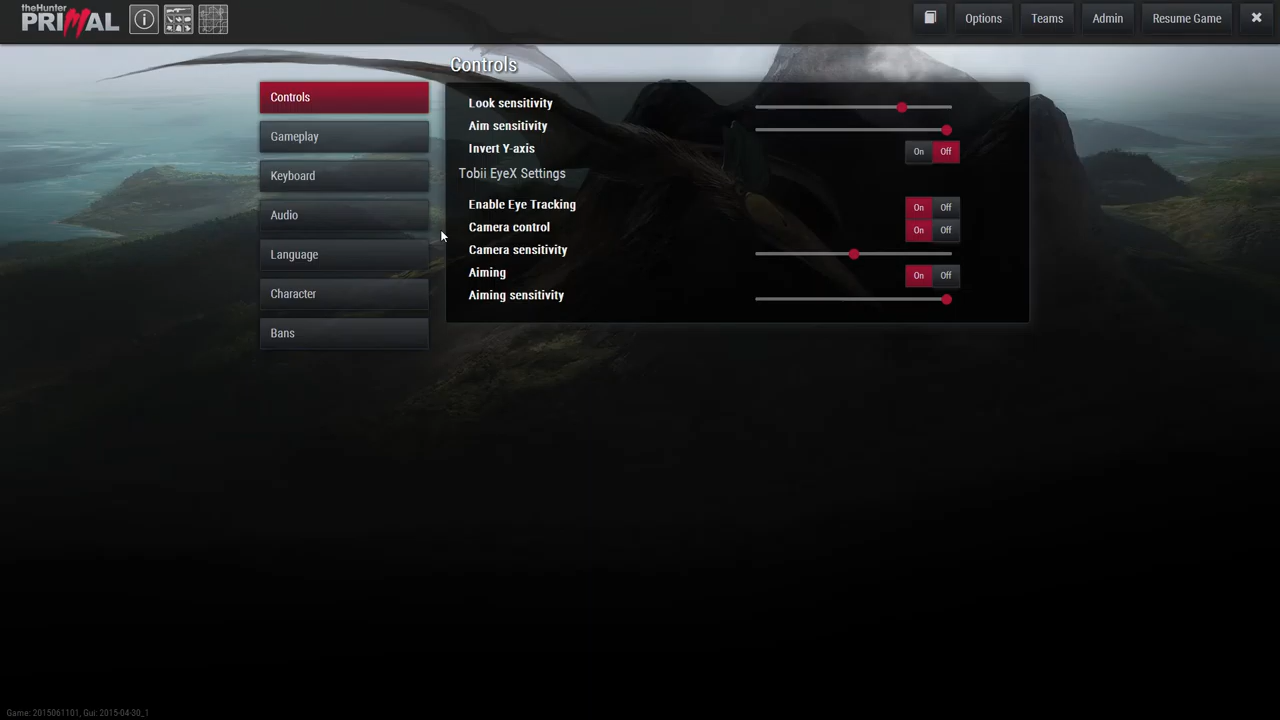 theHunter
PRIMAL
Options
Teams
Admin
Resume Game
Controls
Gameplay
Keyboard
Audio
Language
Character
Bans
Controls
Look sensitivity
Aim sensitivity
Invert Y-axis On Off
Tobii EyeX Settings
Enable Eye Tracking On Off
Camera control On Off
Camera sensitivity
Aiming On Off
Aiming sensitivity
Game: 2015061101, Gui: 2015-04-30_1